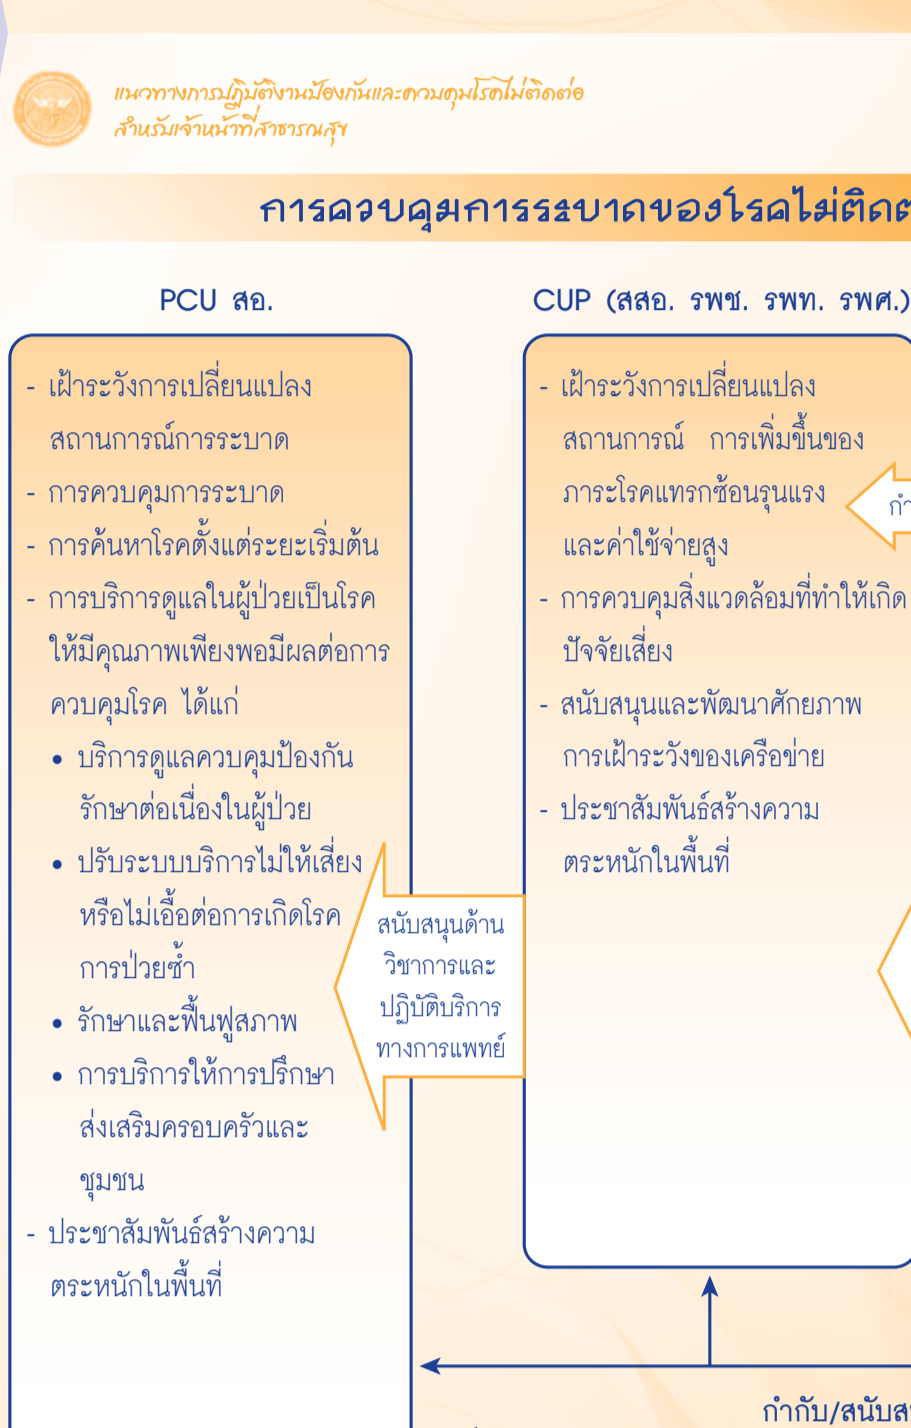 แนวทางการปฏิบัติงานป้องกันและควบคุมโรคไม่ติดต่อ
สำหรับเจ้าหน้าที่สาธารณสุข
การควบคุมการระบาดของโรคไม่ติดต
PCU สอ.
- เฝ้าระวังการเปลี่ยนแปลง
สถานการณ์การระบาด
- การควบคุมการระบาด
- การค้นหาโรคตั้งแต่ระยะเริ่มต้น
- การบริการดูแลในผู้ป่วยเป็นโรค
ให้มีคุณภาพเพียงพอมีผลต่อการ
ควบคุมโรค ได้แก่
• บริการดูแลควบคุมป้องกัน
รักษาต่อเนื่องในผู้ป่วย
• ปรับระบบบริการไม่ให้เสี่ยง
หรือไม่เอื้อต่อการเกิดโรค
การป่วยซ้ำ
• รักษาและฟื้นฟูสภาพ
• การบริการให้การปรึกษา
ส่งเสริมครอบครัวและ
ชุมชน
- ประชาสัมพันธ์สร้างความ
ตระหนักในพื้นที่
สนับสนุนด้าน
วิชาการและ
ปฏิบัติบริการ
ทางการแพทย์
CUP (สสอ. รพช. รพท. รพศ.)
- เฝ้าระวังการเปลี่ยนแปลง
สถานการณ์ การเพิ่มขึ้นของ
ภาระโรคแทรกซ้อนรุนแรง
และค่าใช้จ่ายสูง
- การควบคุมสิ่งแวดล้อมที่ทำให้เกิด
ปัจจัยเสี่ยง
- สนับสนุนและพัฒนาศักยภาพ
การเฝ้าระวังของเครือข่าย
- ประชาสัมพันธ์สร้างความ
ตระหนักในพื้นที่
กำ
กำกับ/สนับส